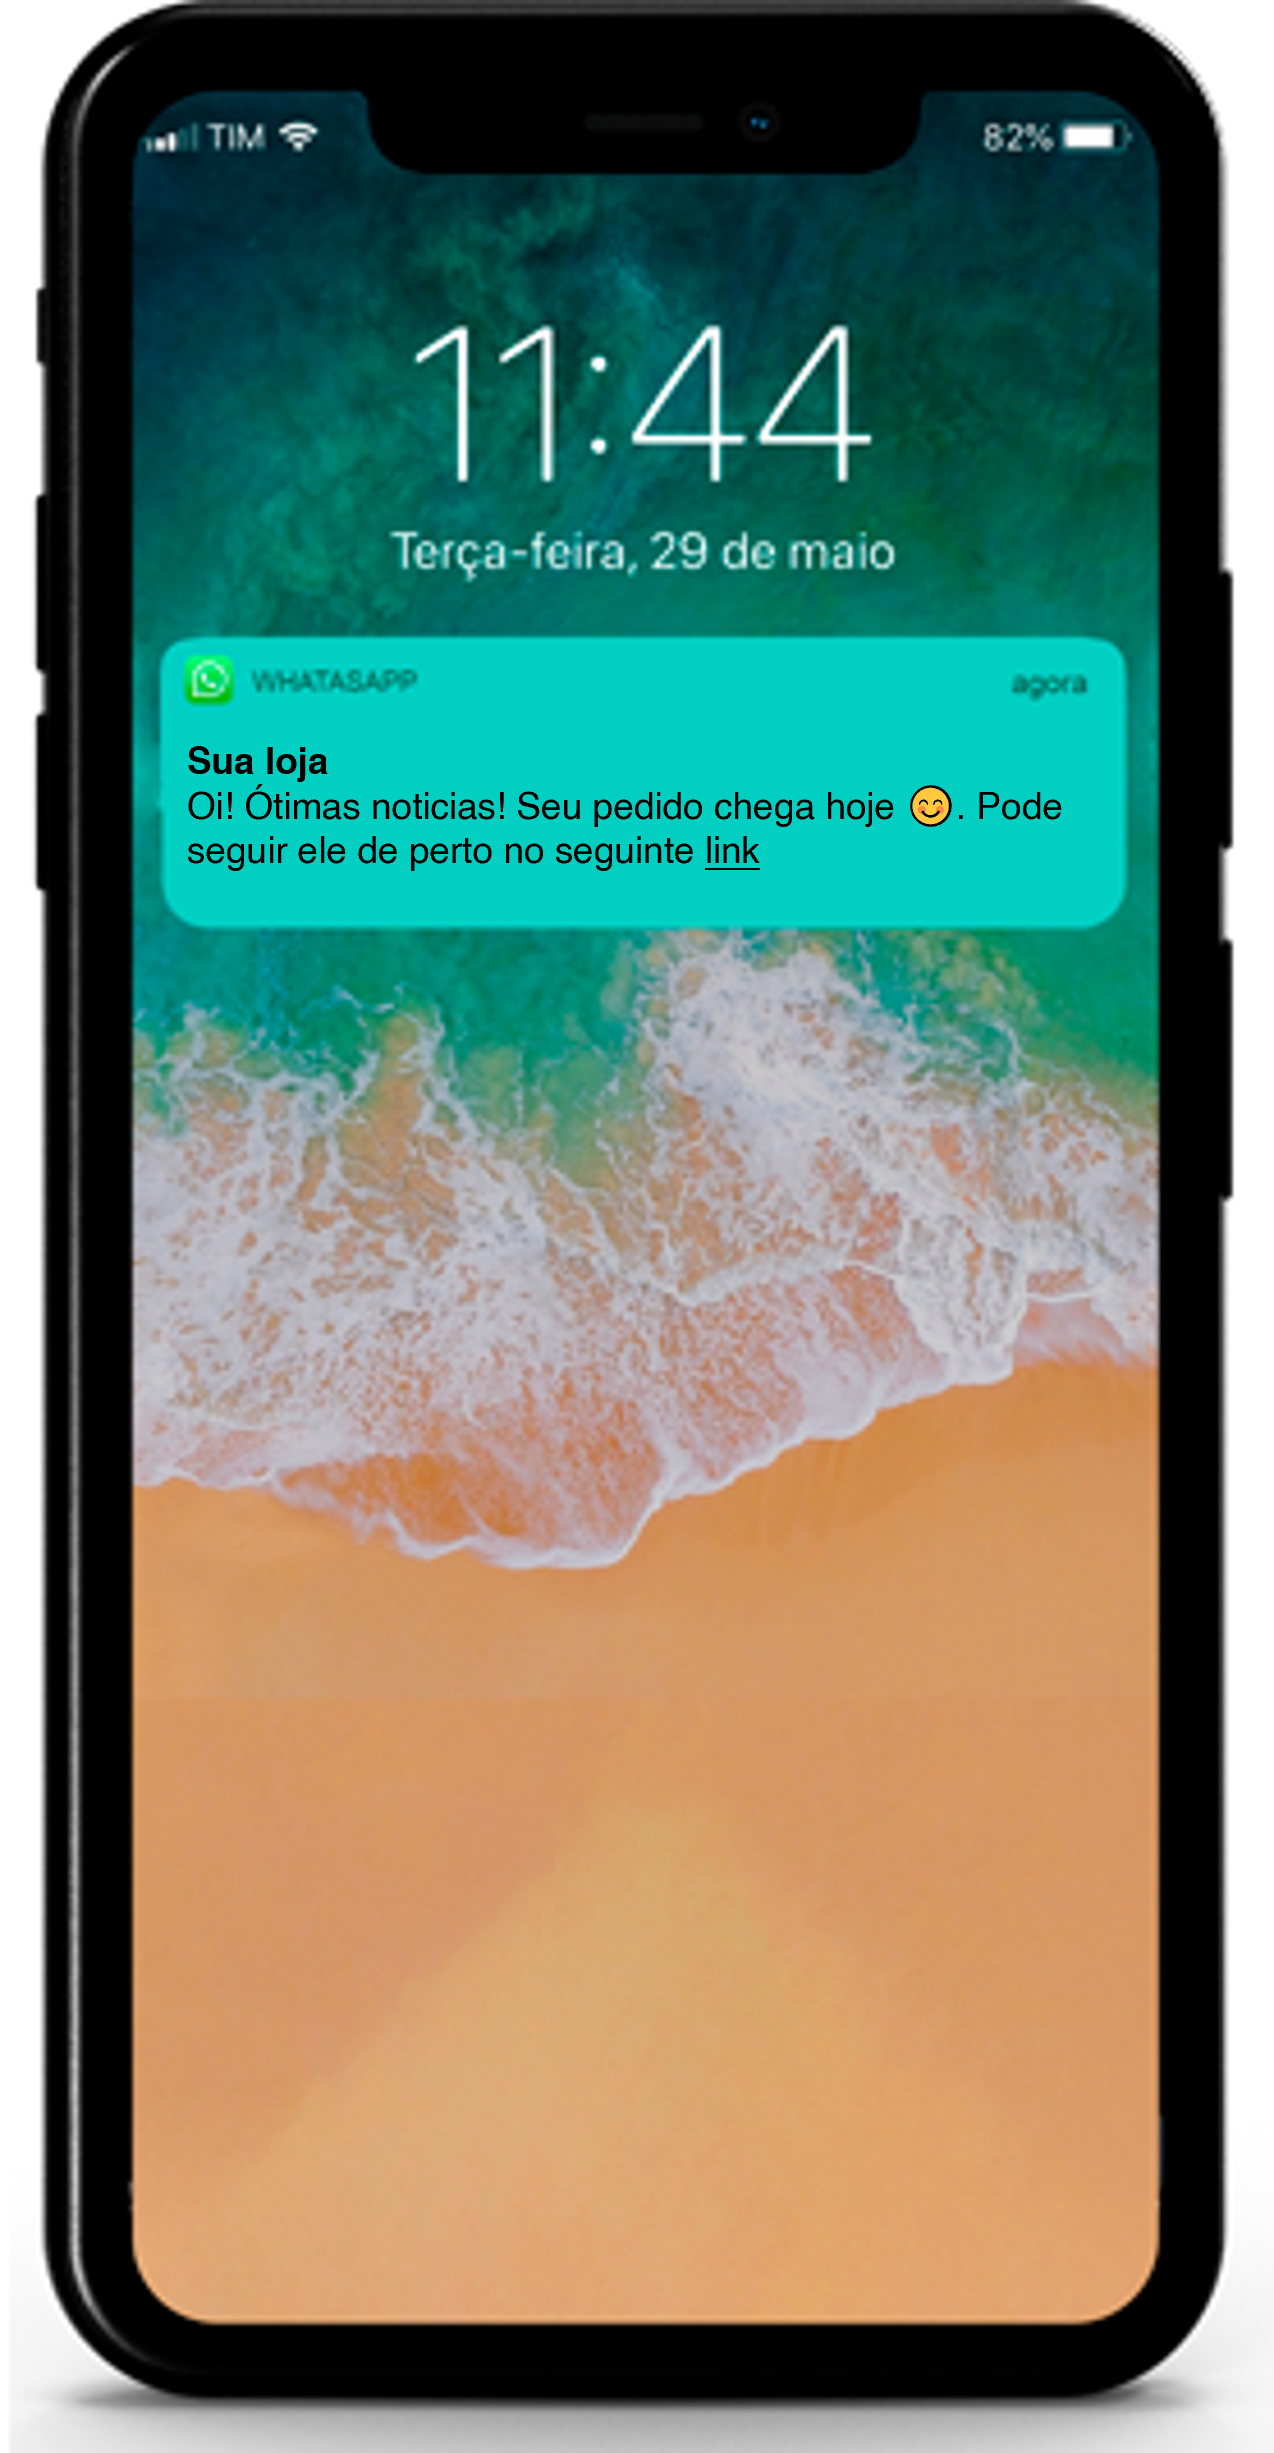 TIM 82%
11:44
Terça-feira, 29 de maio
WHATASAPP agora
Sua loja
Oi! Ótimas noticias! Seu pedido chega hoje 😊. Pode
seguir ele de perto no seguinte link